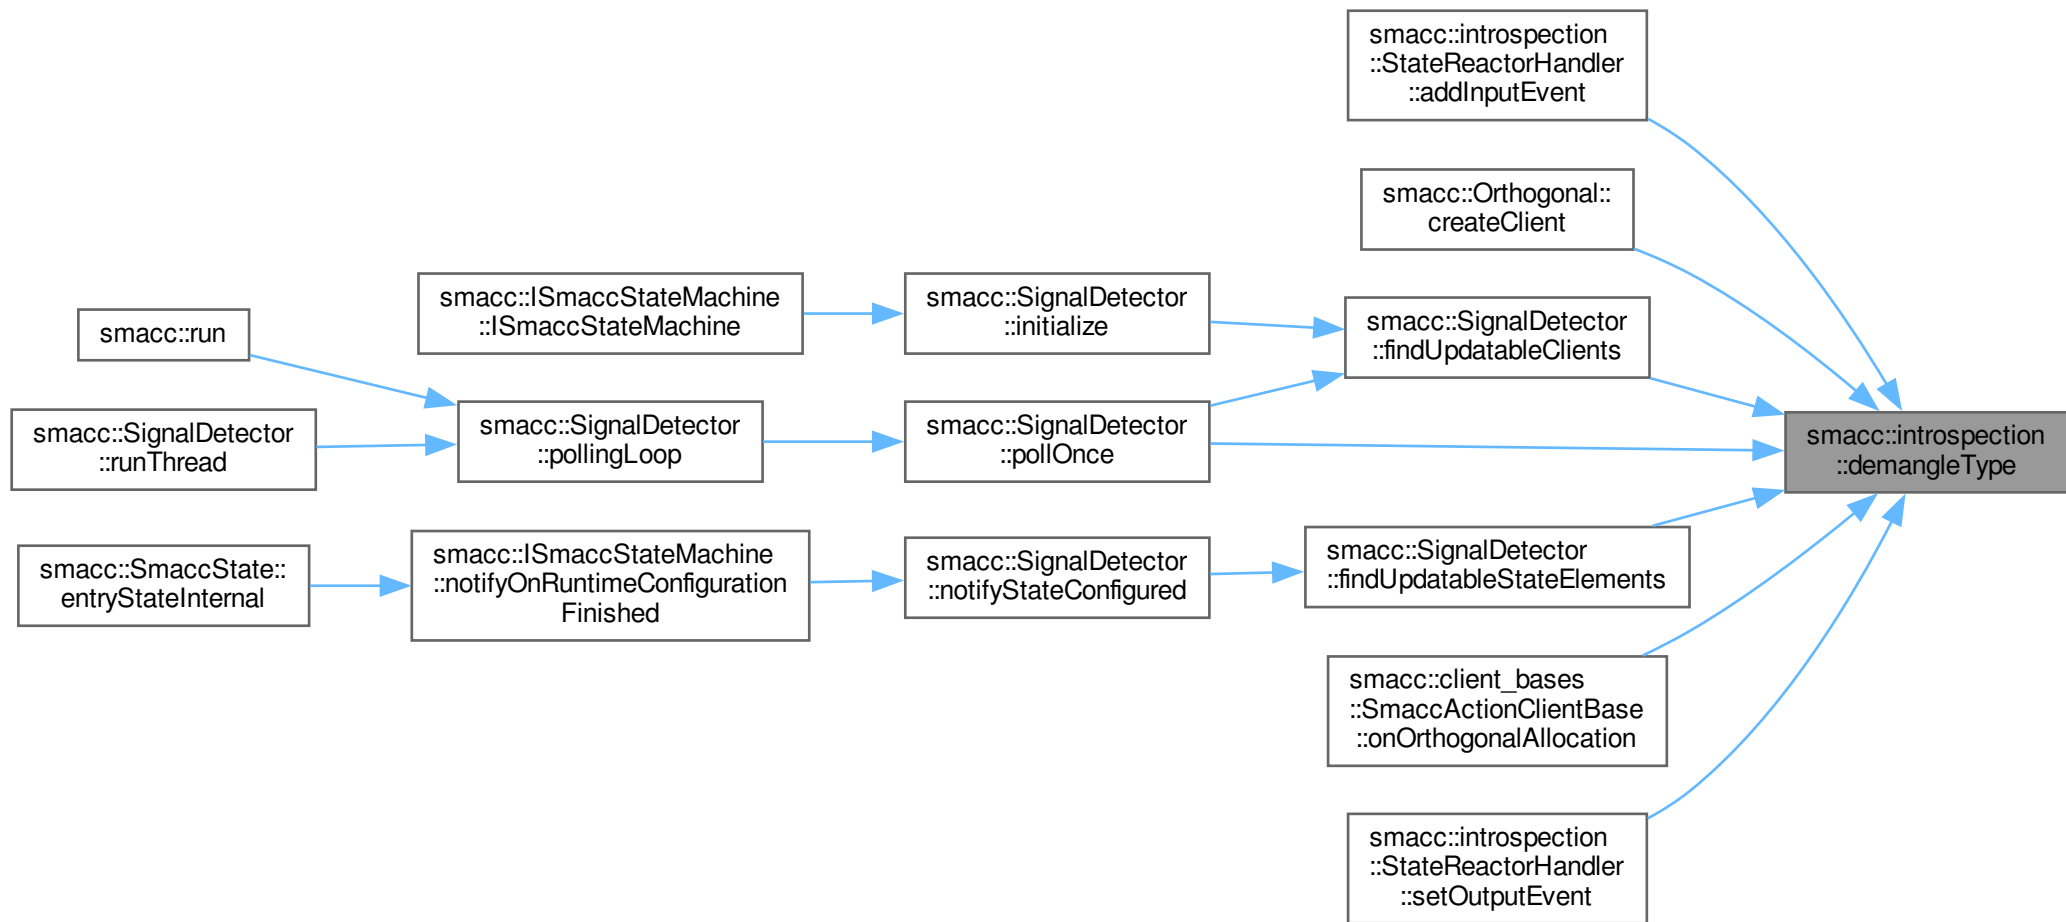 smacc::introspection
::StateReactorHandler
::addInputEvent
smacc::Orthogonal::
createClient
smacc::ISmaccStateMachine
::ISmaccStateMachine
smacc::SignalDetector
::initialize
smacc::SignalDetector
::findUpdatableClients
smacc::run
smacc::SignalDetector
::runThread
smacc::SignalDetector
::pollingLoop
smacc::SignalDetector
::pollOnce
smacc::introspection
::demangleType
smacc::SmaccState::
entryStateInternal
smacc::ISmaccStateMachine
::notifyOnRuntimeConfiguration
Finished
smacc::SignalDetector
::notifyStateConfigured
smacc::SignalDetector
::findUpdatableStateElements
smacc::client_bases
::SmaccActionClientBase
::onOrthogonalAllocation
smacc::introspection
::StateReactorHandler
::setOutputEvent